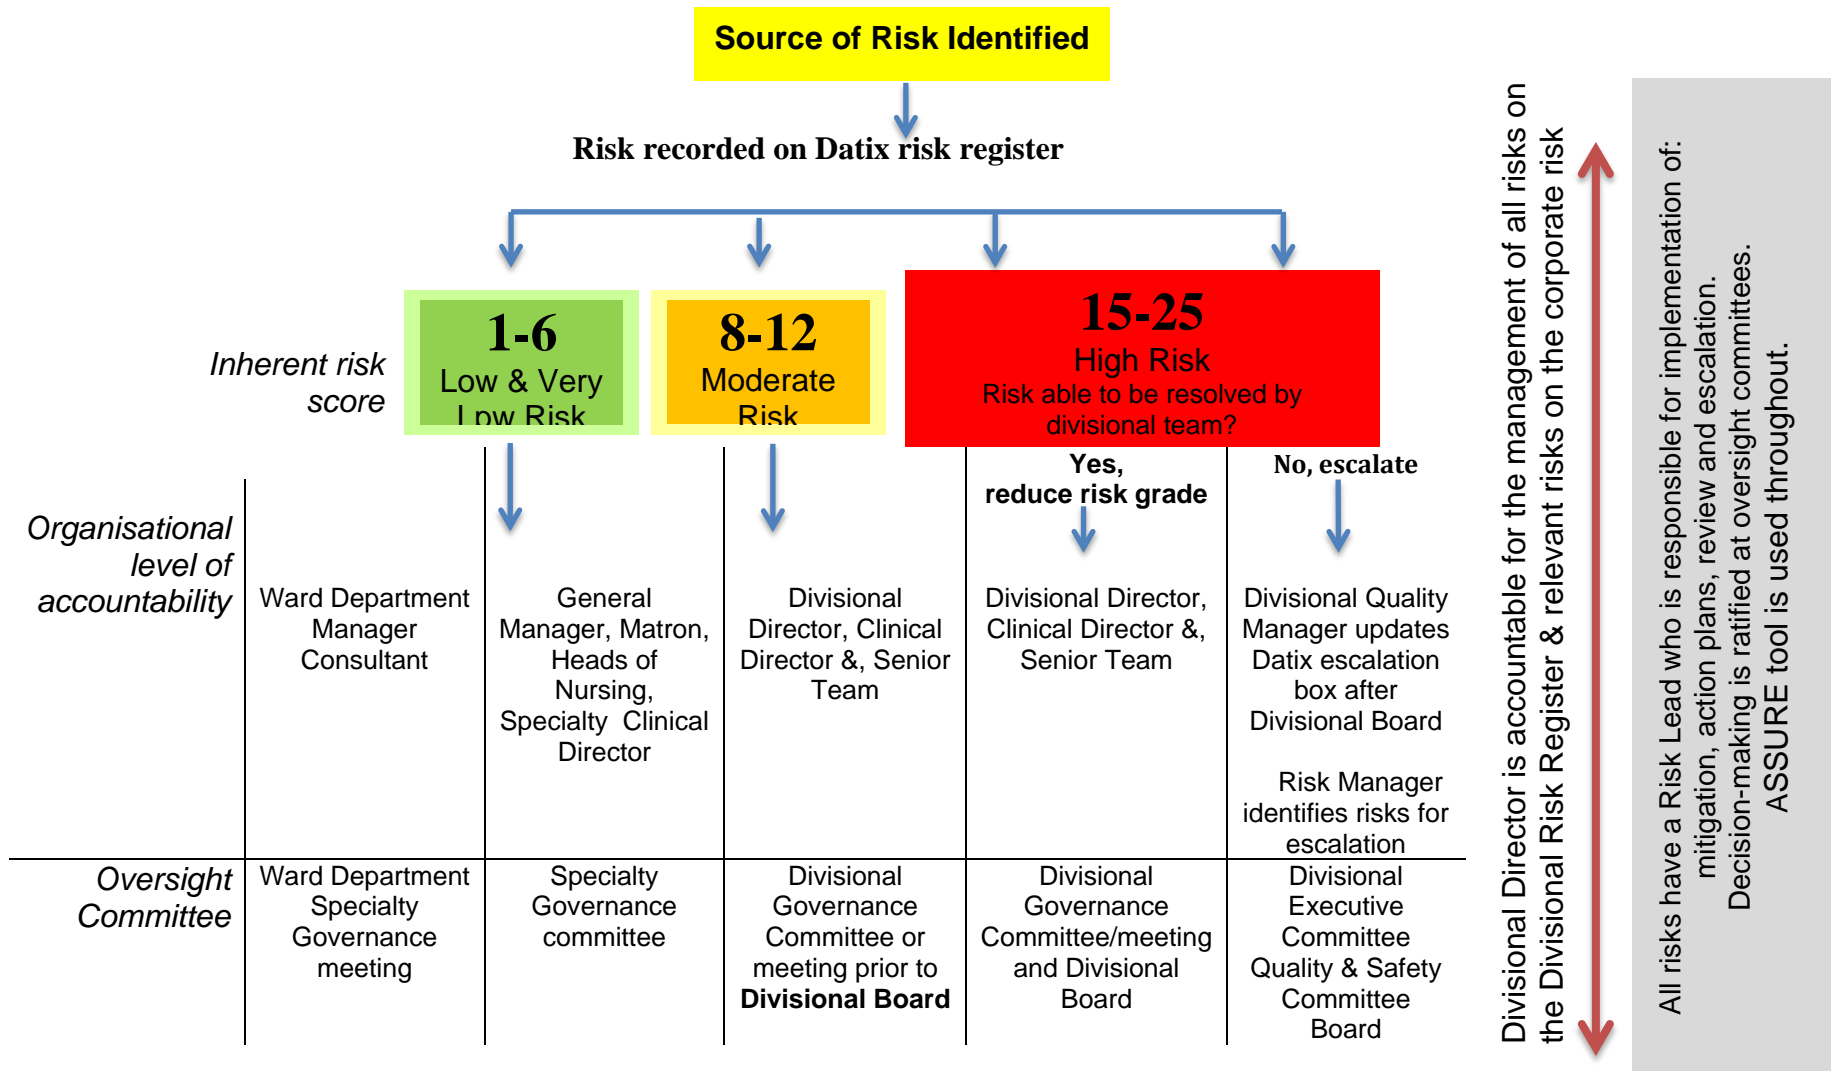 Source of Risk Identified
Risk recorded on Datix risk register
Inherent risk
score
1-6
Low & Very
Low Risk
8-12
Moderate
Risk
15-25
High Risk
Risk able to be resolved by
divisional team?
Yes,
reduce risk grade
No, escalate
Organisational
level of
accountability
Ward Department
Manager
Consultant
General
Manager, Matron,
Heads of
Nursing,
Specialty Clinical
Director
Divisional
Director, Clinical
Director &, Senior
Team
Divisional Director,
Clinical Director &,
Senior Team
Divisional Quality
Manager updates
Datix escalation
box after
Divisional Board
Risk Manager
identifies risks for
escalation
Oversight
Committee
Ward Department
Specialty
Governance
meeting
Specialty
Governance
committee
Divisional
Governance
Committee or
meeting prior to
Divisional Board
Divisional
Governance
Committee/meeting
and Divisional
Board
Divisional
Executive
Committee
Quality & Safety
Committee
Board
Divisional Director is accountable for the management of all risks on
the Divisional Risk Register & relevant risks on the corporate risk
All risks have a Risk Lead who is responsible for implementation of:
mitigation, action plans, review and escalation.
Decision-making is ratified at oversight committees.
ASSURE tool is used throughout.